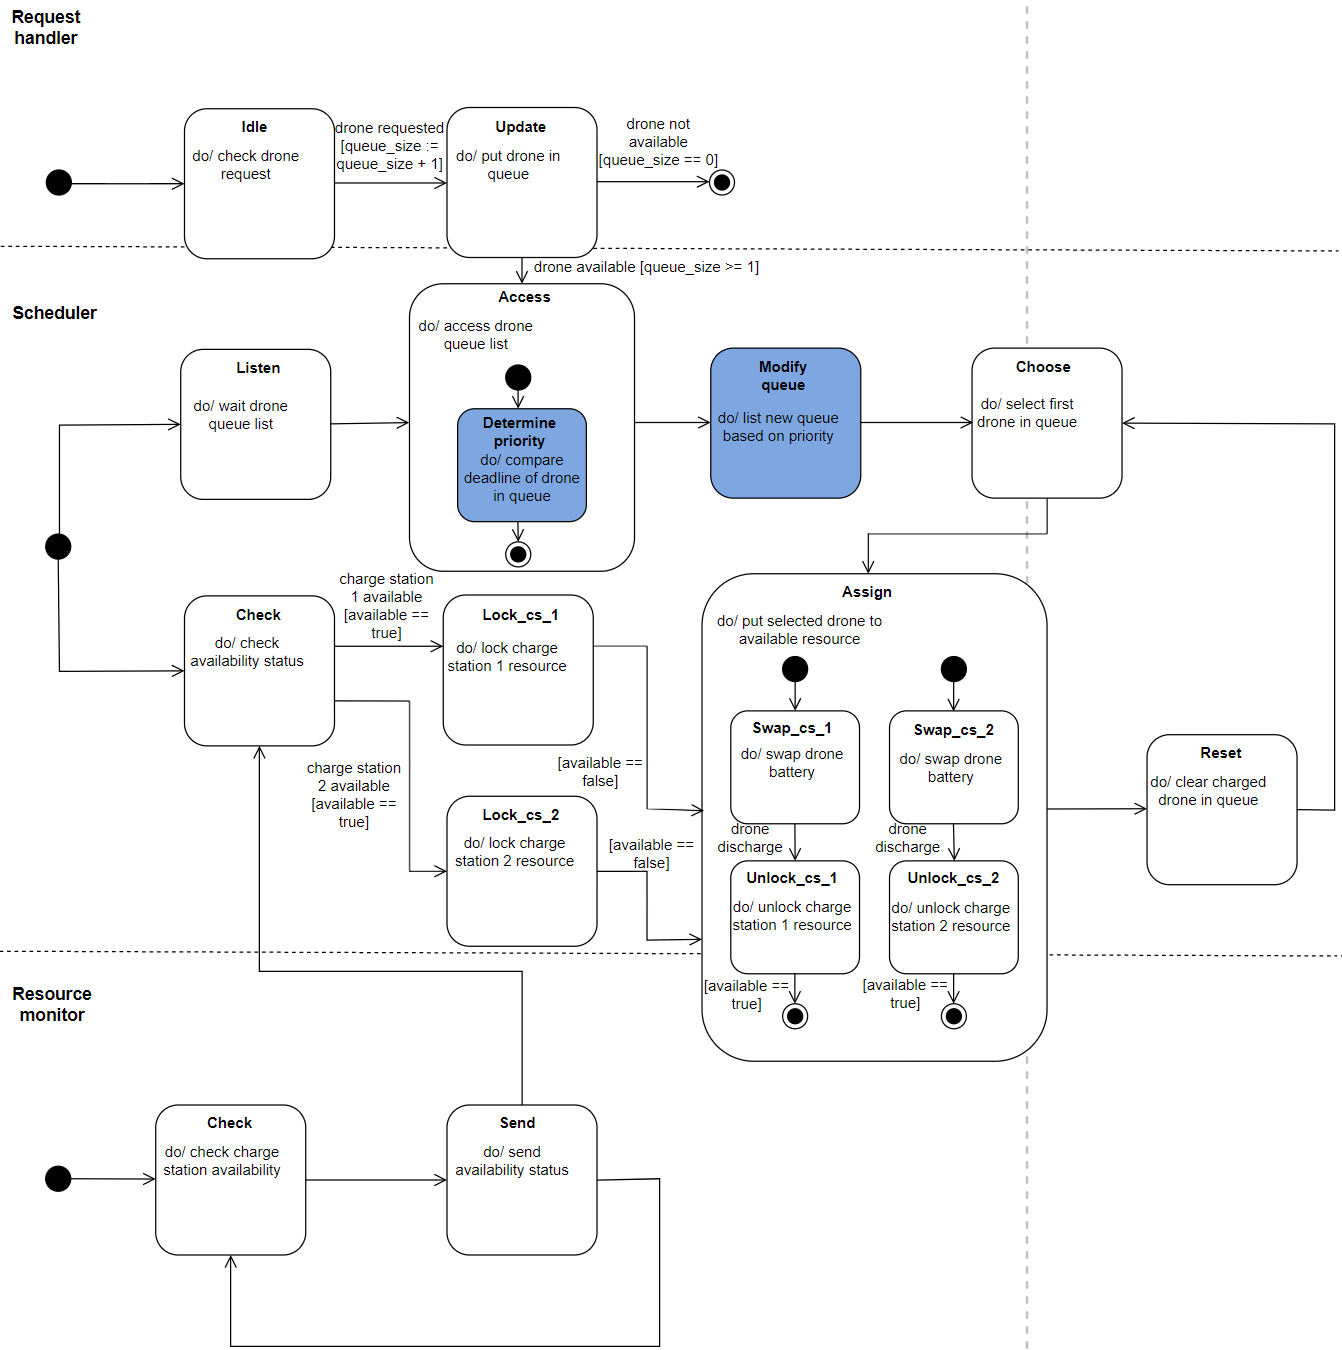 Request
handler
Idle
do/ check drone
request
drone requested
[queue_size :=
queue_size + 1]
Update
do/ put drone in
queue
drone not
available
[queue_size == 0]
drone available [queue_size >= 1]
Scheduler
Listen
do/ wait drone
queue list
Access
do/ access drone
queue list
Determine
priority
do/ compare
deadline of drone
in queue
Modify
queue
do/ list new queue
based on priority
Choose
do/ select first
drone in queue
Check
do/ check
availability status
charge station
1 available
[available ==
true]
Lock_cs_1
do/ lock charge
station 1 resource
[available ==
false]
charge station
2 available
[available ==
true]
Lock_cs_2
do/ lock charge
station 2 resource
[available ==
false]
Assign
do/ put selected drone to
available resource
Swap_cs_1
do/ swap drone
battery
drone
discharge
Unlock_cs_1
do/ unlock charge
station 1 resource
[available ==
true]
Swap_cs_2
do/ swap drone
battery
drone
discharge
Unlock_cs_2
do/ unlock charge
station 2 resource
[available ==
true]
Reset
do/ clear charged
drone in queue
Resource
monitor
Check
do/ check charge
station availability
Send
do/ send
availability status